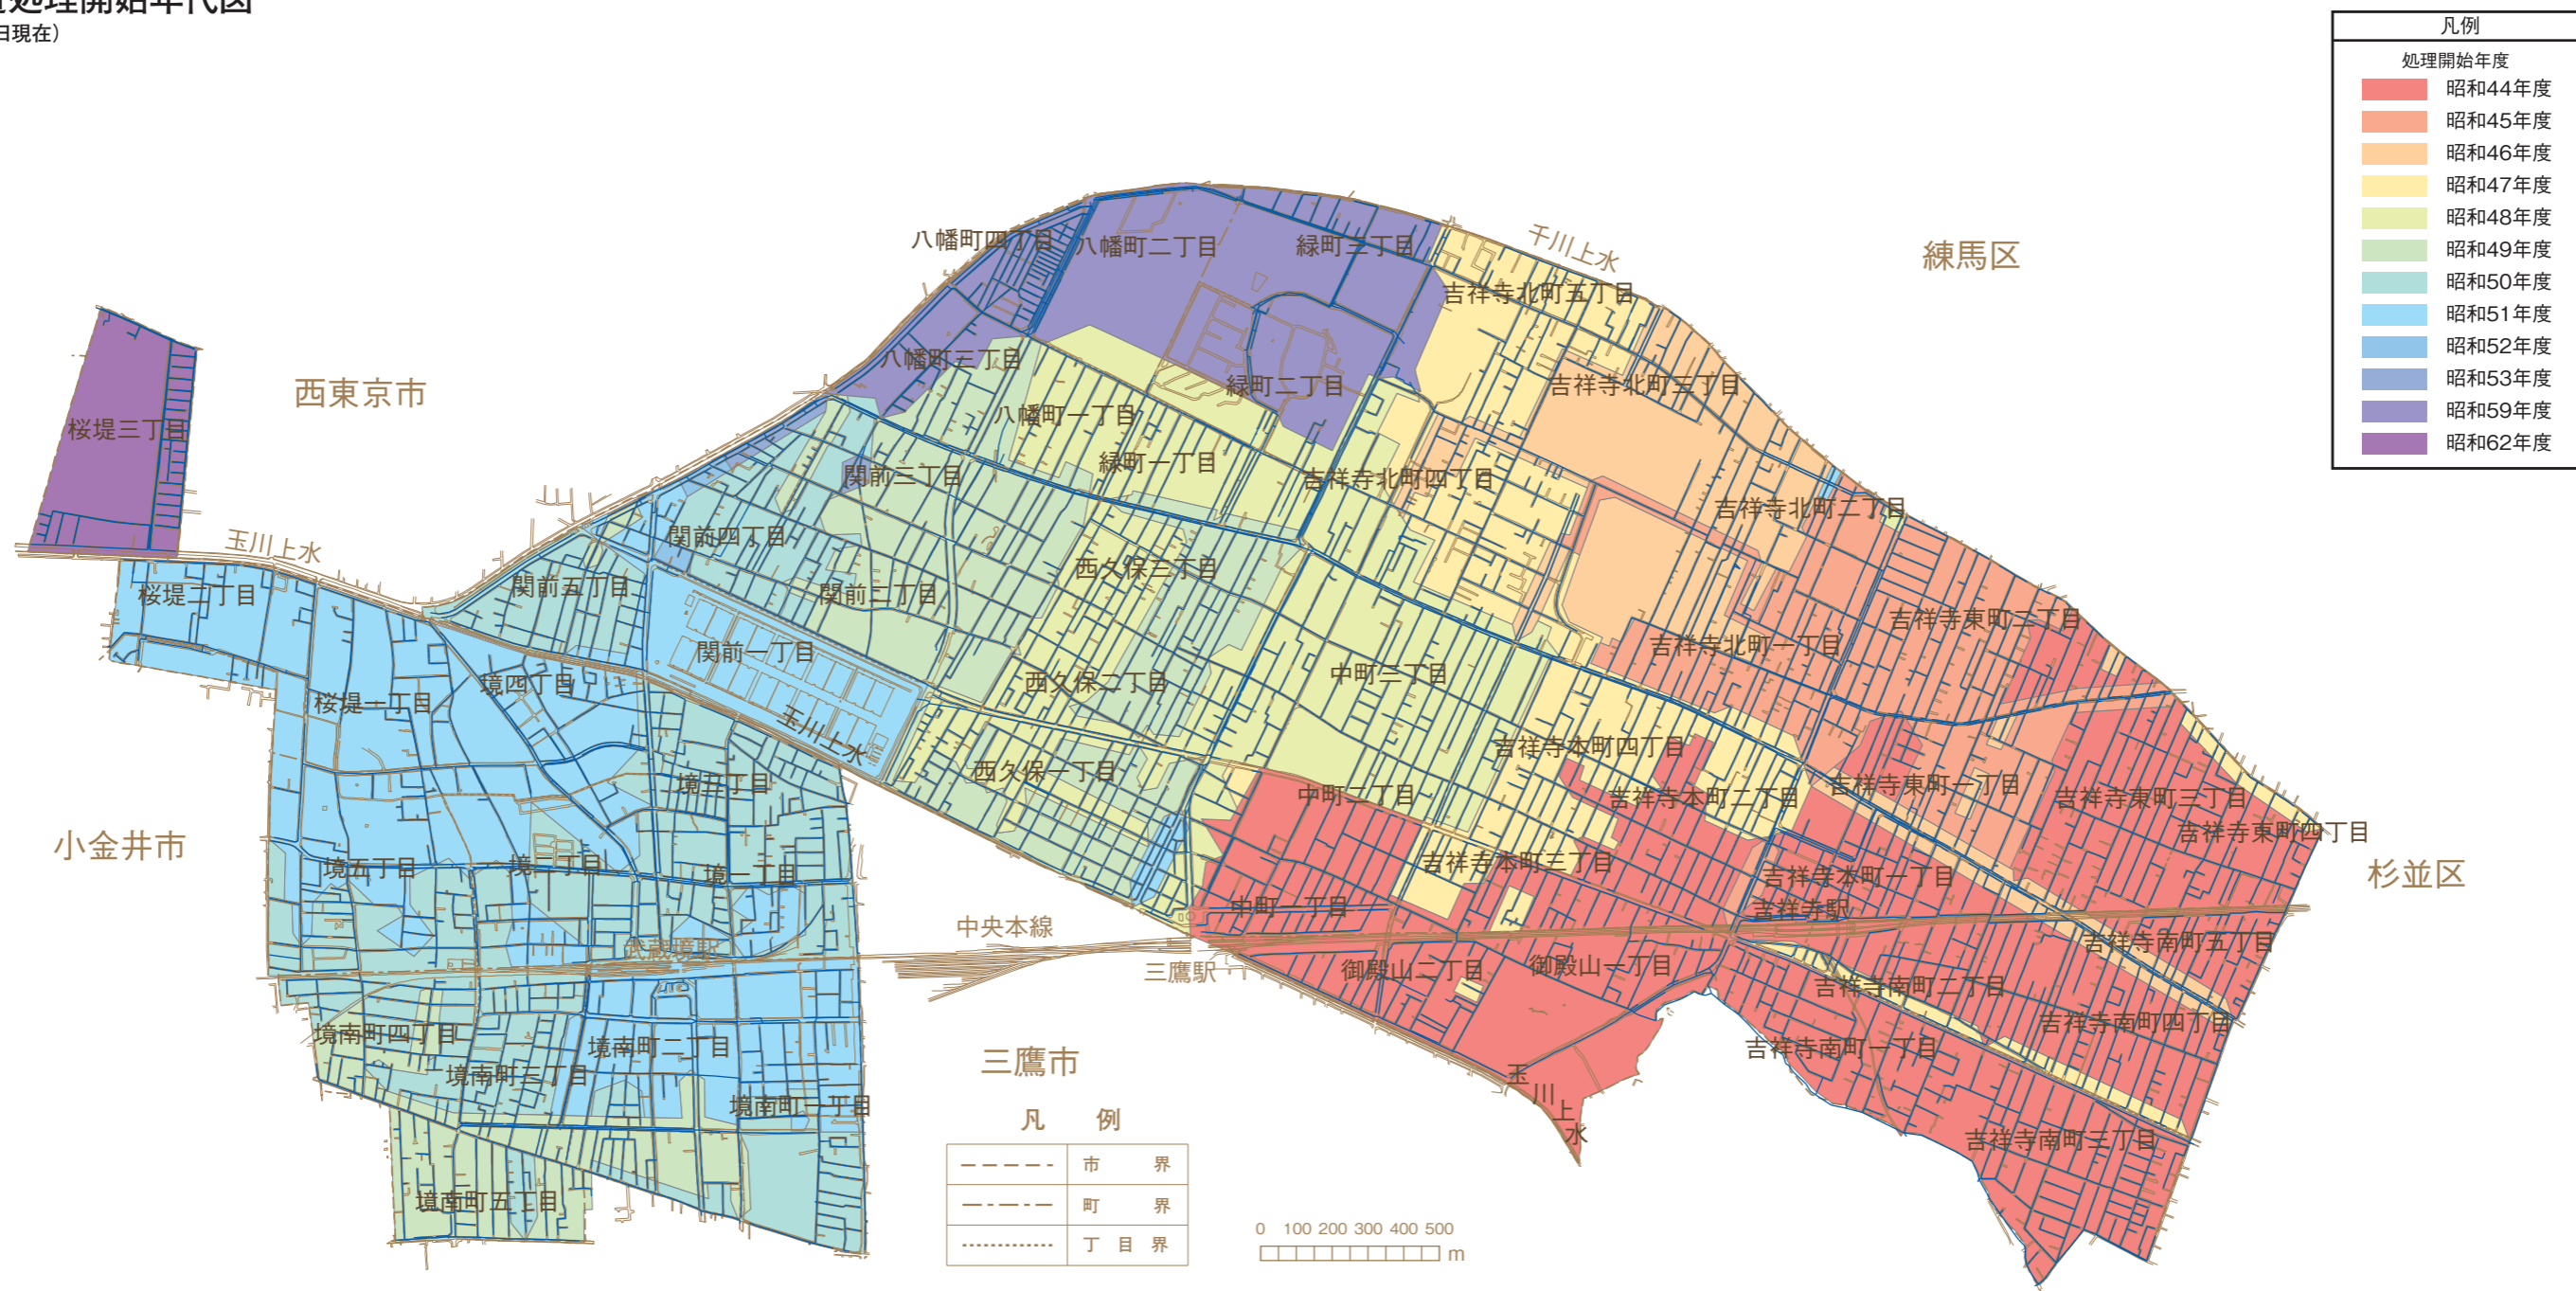 処理開始年代図
日現在）
凡例
処理開始年度
昭和44年度
昭和45年度
昭和46年度
昭和47年度
昭和48年度
昭和49年度
昭和50年度
昭和51年度
昭和52年度
昭和53年度
昭和59年度
昭和62年度
千川上水
練馬区
八幡町四丁目
八幡町二丁目
緑町三丁目
吉祥寺北町五丁目
八幡町三丁目
緑町二丁目
吉祥寺北町三丁目
西東京市
桜堤三丁目
八幡町一丁目
緑町一丁目
関前三丁目
吉祥寺北町四丁目
吉祥寺北町二丁目
玉川上水
関前四丁目
西久保三丁目
桜堤二丁目
関前五丁目
関前二丁目
吉祥寺東町二丁目
関前一丁目
吉祥寺北町一丁目
境四丁目
西久保二丁目
中町三丁目
桜堤一丁目
玉川上水
吉祥寺本町四丁目
境三丁目
西久保一丁目
中町二丁目
吉祥寺本町二丁目
吉祥寺東町一丁目
吉祥寺東町三丁目
吉祥寺東町四丁目
小金井市
境五丁目
境二丁目
境一丁目
吉祥寺本町三丁目
吉祥寺本町一丁目
杉並区
中町一丁目
吉祥寺駅
中央本線
武蔵境駅
三鷹駅
御殿山二丁目
御殿山一丁目
吉祥寺南町五丁目
吉祥寺南町二丁目
吉祥寺南町四丁目
境南町四丁目
境南町二丁目
吉祥寺南町一丁目
三鷹市
境南町三丁目
玉川上水
境南町一丁目
吉祥寺南町三丁目
境南町五丁目
凡 例
市 界
町 界
丁 目 界
0 100 200 300 400 500
m